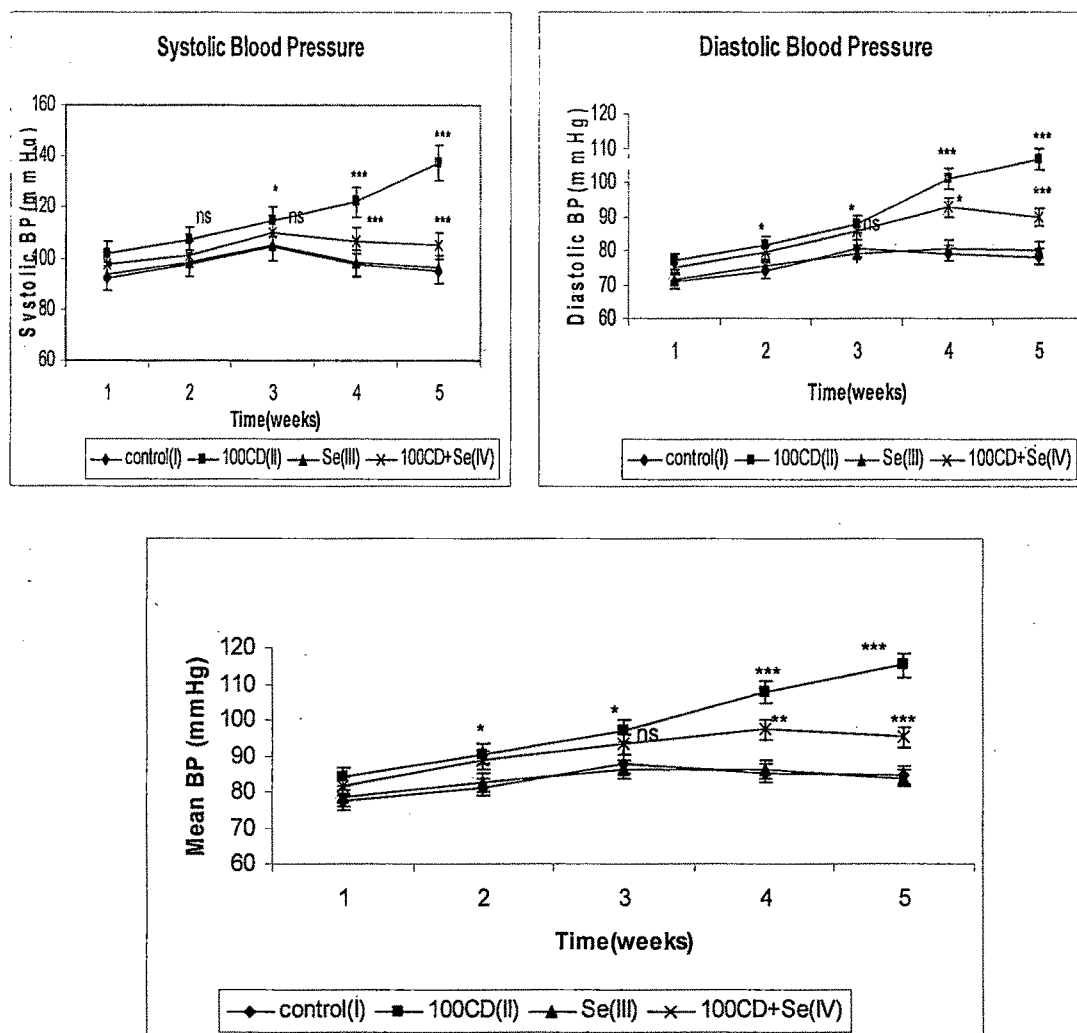 Systolic Blood Pressure
Systolic BP (mmHg)
160
140
120
100
80
60
***
***
*
ns
ns
***
***
1 2 3 4 5
Time(weeks)
control(I) 100CD(II) Se(III) 100CD+Se(IV)
Diastolic Blood Pressure
Diastolic BP (mmHg)
120
110
100
90
80
70
60
***
***
***
*
*
*
ns
1 2 3 4 5
Time(weeks)
control(I) 100CD(II) Se(III) 100CD+Se(IV)
Mean BP (mmHg)
120
110
100
90
80
70
60
***
***
*
**
***
*
ns
1 2 3 4 5
Time(weeks)
control(I) 100CD(II) Se(III) 100CD+Se(IV)